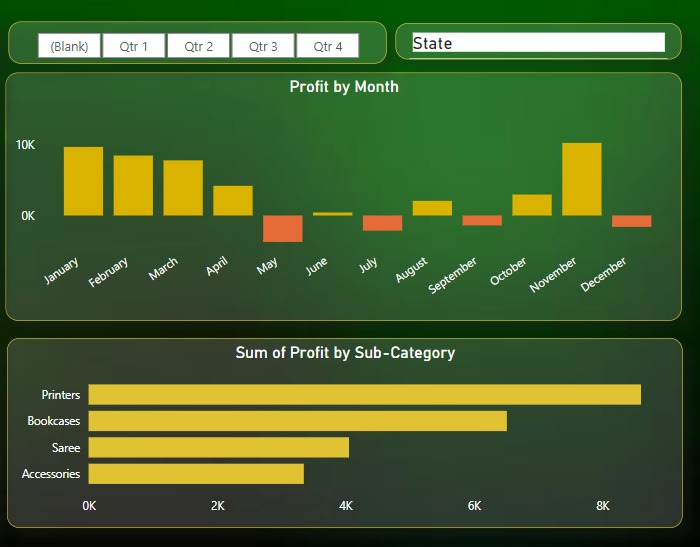 (Blank) Qtr 1 Qtr 2 Qtr 3 Qtr 4
State
Profit by Month
10K
0K
January February March April May June July August September October November December
Sum of Profit by Sub-Category
Printers
Bookcases
Saree
Accessories
0K 2K 4K 6K 8K